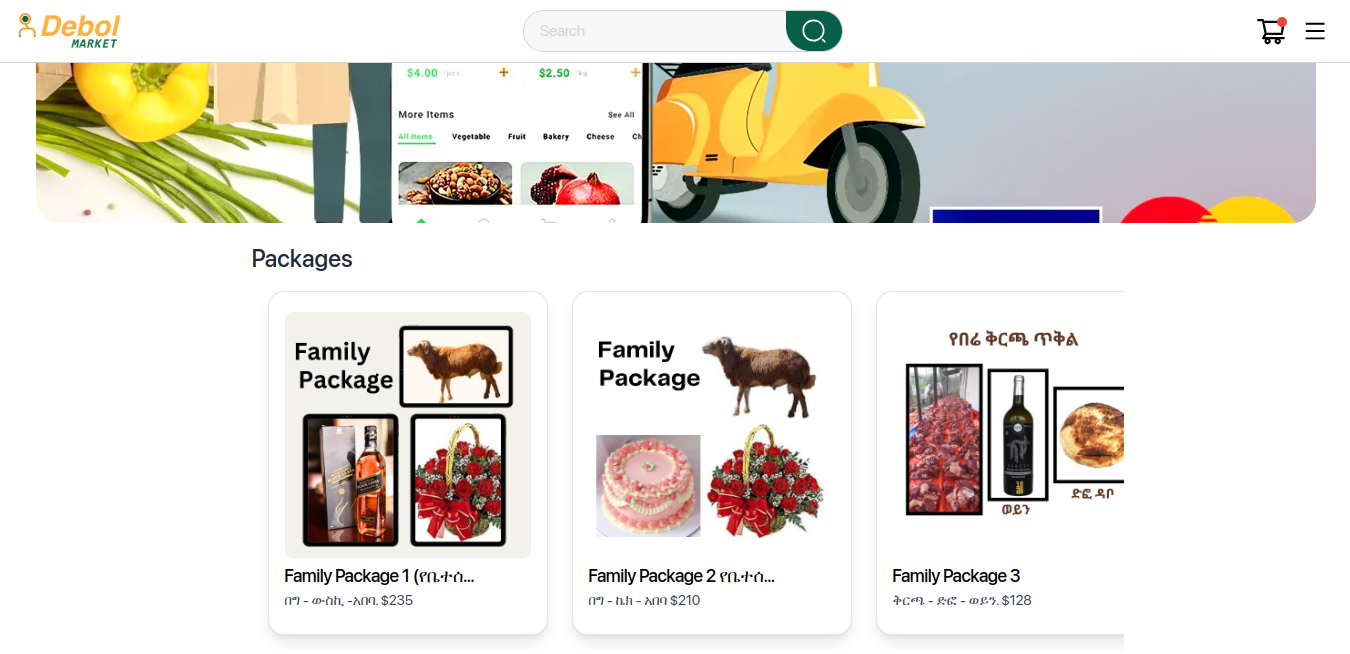 Debol
MARKET
Search
$4.00 /pcs
$2.50 /kg
More Items
See All
All Items Vegetable Fruit Bakery Cheese Ch
Packages
Family
Package
Family
Package
የበሬ ቅርጫ ጥቅል
ወይን
ድፎ ዳቦ
Family Package 1 (የቤተሰ...
በግ - ውስኪ -አበባ. $235
Family Package 2 የቤተሰ...
በግ - ኬክ - አበባ $210
Family Package 3
ቅርጫ - ድፎ - ወይን. $128